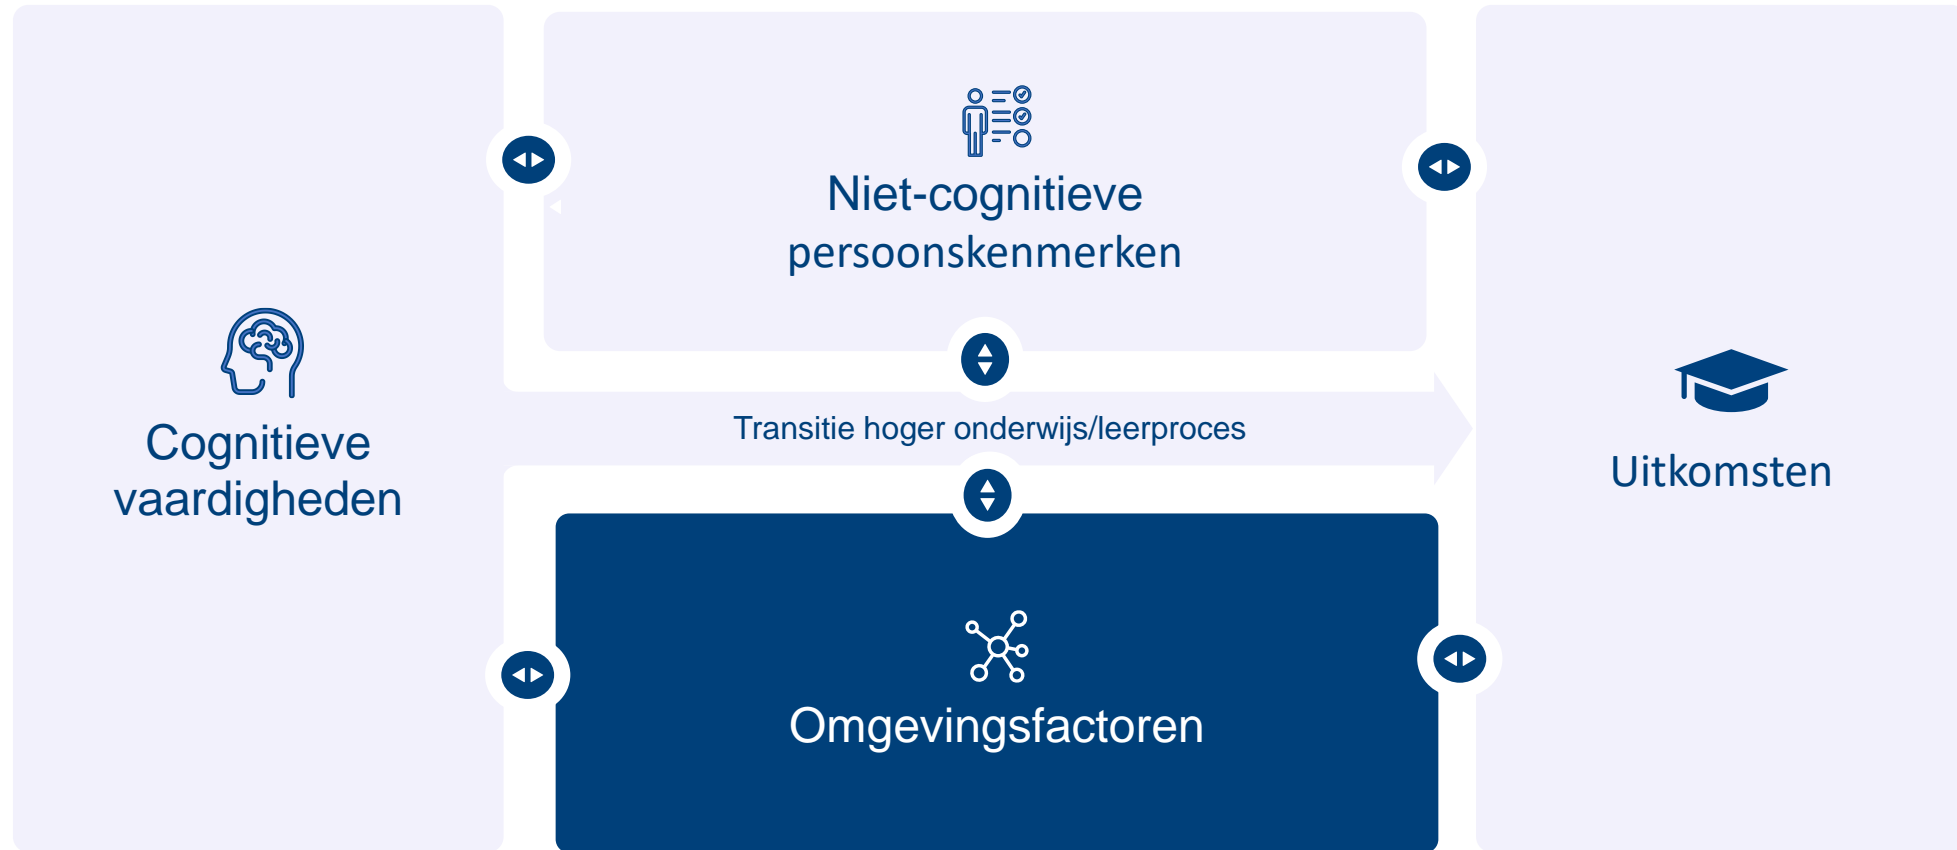 Niet-cognitieve
persoonskenmerken
Cognitieve
vaardigheden
Transitie hoger onderwijs/leerproces
Uitkomsten
Omgevingsfactoren